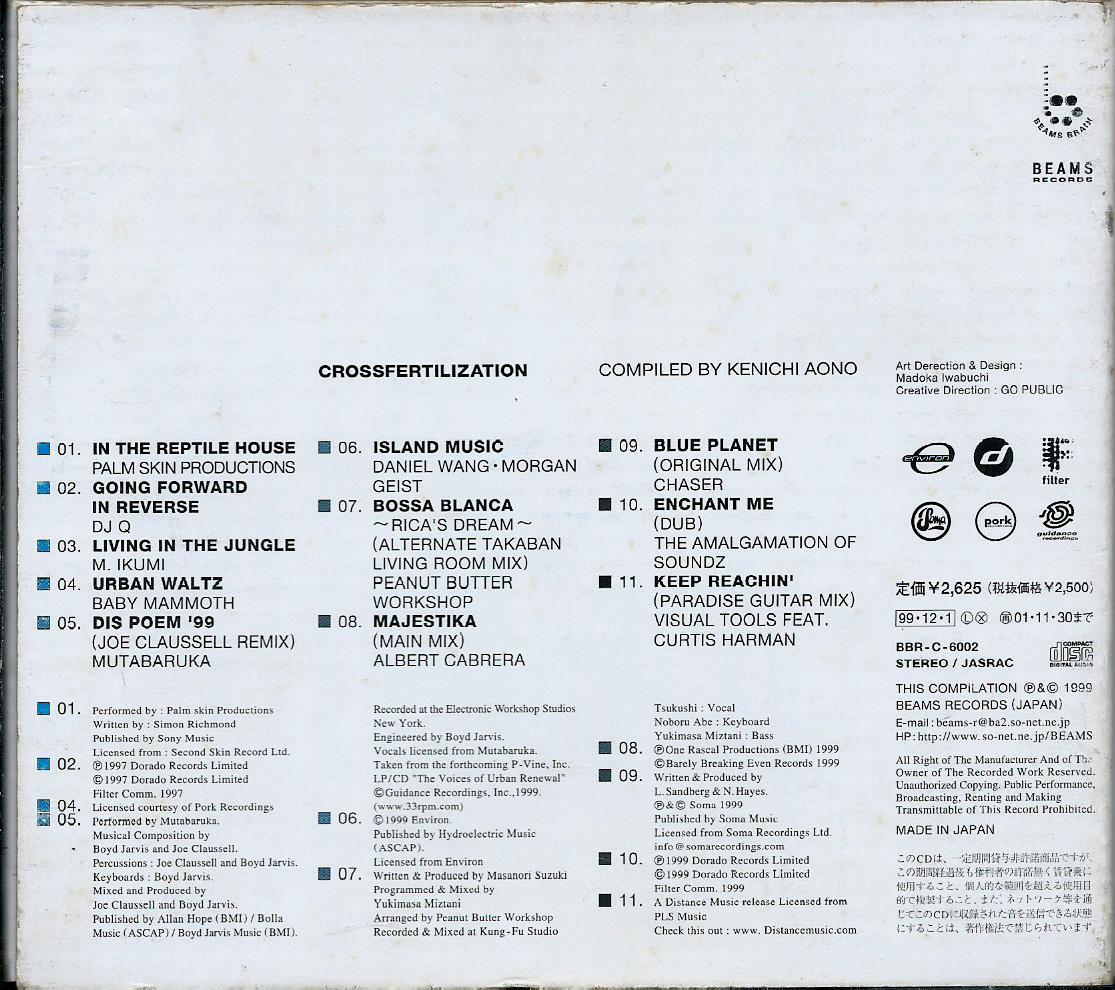 BEAMS BRAIN
BEAMS
RECORDS
CROSSFERTILIZATION
COMPILED BY KENICHI AONO
Art Derection & Design :
Madoka Iwabuchi
Creative Direction : GO PUBLIC
01. IN THE REPTILE HOUSE
PALM SKIN PRODUCTIONS
02. GOING FORWARD
IN REVERSE
DJ Q
03. LIVING IN THE JUNGLE
M. IKUMI
04. URBAN WALTZ
BABY MAMMOTH
05. DIS POEM '99
(JOE CLAUSSELL REMIX)
MUTABARUKA
06. ISLAND MUSIC
DANIEL WANG・MORGAN
GEIST
07. BOSSA BLANCA
～RICA'S DREAM～
(ALTERNATE TAKABAN
LIVING ROOM MIX)
PEANUT BUTTER
WORKSHOP
08. MAJESTIKA
(MAIN MIX)
ALBERT CABRERA
09. BLUE PLANET
(ORIGINAL MIX)
CHASER
10. ENCHANT ME
(DUB)
THE AMALGAMATION OF
SOUNDZ
11. KEEP REACHIN'
(PARADISE GUITAR MIX)
VISUAL TOOLS FEAT.
CURTIS HARMAN
environ
d
filter
Soma
pork
guidance
recordings
01. Performed by : Palm skin Productions
Written by : Simon Richmond
Published by Sony Music
Licensed from : Second Skin Record Ltd.
02. ℗1997 Dorado Records Limited
©1997 Dorado Records Limited
Filter Comm. 1997
04. Licensed courtesy of Pork Recordings
05. Performed by Mutabaruka.
Musical Composition by
Boyd Jarvis and Joe Claussell.
Percussions : Joe Claussell and Boyd Jarvis.
Keyboards : Boyd Jarvis.
Mixed and Produced by
Joe Claussell and Boyd Jarvis.
Published by Allan Hope (BMI) / Bolla
Music (ASCAP) / Boyd Jarvis Music (BMI).
Recorded at the Electronic Workshop Studios
New York.
Engineered by Boyd Jarvis.
Vocals licensed from Mutabaruka.
Taken from the forthcoming P-Vine, Inc.
LP/CD "The Voices of Urban Renewal"
©Guidance Recordings, Inc.,1999.
(www.33rpm.com)
06. ©1999 Environ.
Published by Hydroelectric Music
(ASCAP).
Licensed from Environ
07. Written & Produced by Masanori Suzuki
Programmed & Mixed by
Yukimasa Miztani
Arranged by Peanut Butter Workshop
Recorded & Mixed at Kung-Fu Studio
Tsukushi : Vocal
Noboru Abe : Keyboard
Yukimasa Miztani : Bass
08. ℗One Rascal Productions (BMI) 1999
©Barely Breaking Even Records 1999
09. Written & Produced by
L. Sandberg & N. Hayes.
℗&© Soma 1999
Published by Soma Music
Licensed from Soma Recordings Ltd.
info@somarecordings.com
10. ℗1999 Dorado Records Limited
©1999 Dorado Records Limited
Filter Comm. 1999
11. A Distance Music release Licensed from
PLS Music
Check this out : www. Distancemusic.com
定価¥2,625 (税抜価格¥2,500)
99・12・1 Ⓛⓧ ㊢01・11・30まで
BBR-C-6002
STEREO / JASRAC
COMPACT
disc
DIGITAL AUDIO
THIS COMPILATION ℗&© 1999
BEAMS RECORDS (JAPAN)
E-mail : beams-r@ba2.so-net.ne.jp
HP:http://www.so-net.ne.jp/BEAMS
All Right of The Manufacturer And of The
Owner of The Recorded Work Reserved.
Unauthorized Copying. Public Performance,
Broadcasting, Renting and Making
Transmittable of This Record Prohibited.
MADE IN JAPAN
このCDは、一定期間貸与非許諾商品ですが、
この期間経過後も権利者の許諾無く賃貸業に
使用すること、個人的な範囲を超える使用目
的で複製すること、また、ネットワーク等を通
じてこのCDに収録された音を送信できる状態
にすることは、著作権法で禁じられています。